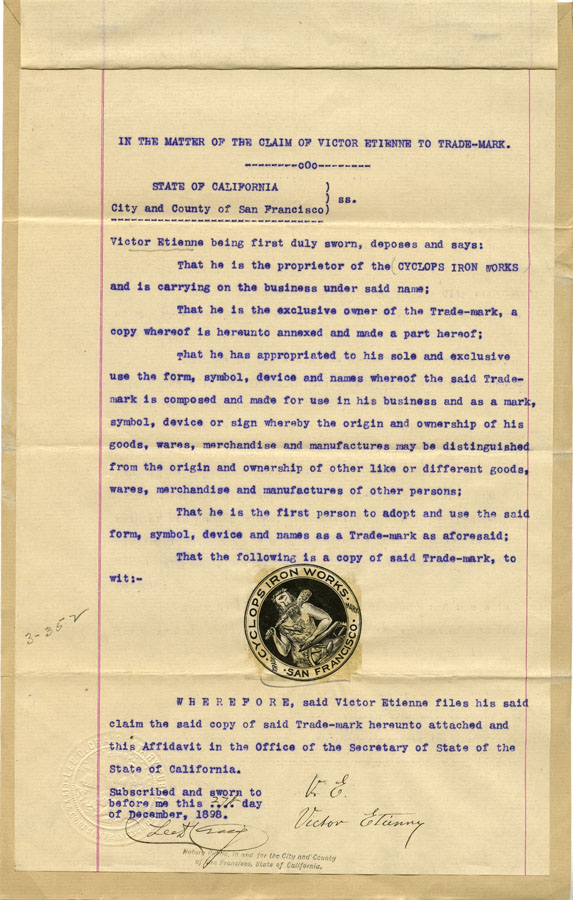 IN THE MATTER OF THE CLAIM OF VICTOR ETIENNE TO TRADE-MARK.
--------oOo--------
STATE OF CALIFORNIA )
) ss.
City and County of San Francisco)
Victor Etienne being first duly sworn, deposes and says:
That he is the proprietor of the (CYCLOPS IRON WORKS
and is carrying on the business under said name;
That he is the exclusive owner of the Trade-mark, a
copy whereof is hereunto annexed and made a part hereof;
That he has appropriated to his sole and exclusive
use the form, symbol, device and names whereof the said Trade-
mark is composed and made for use in his business and as a mark,
symbol, device or sign whereby the origin and ownership of his
goods, wares, merchandise and manufactures may be distinguished
from the origin and ownership of other like or different goods,
wares, merchandise and manufactures of other persons;
That he is the first person to adopt and use the said
form, symbol, device and names as a Trade-mark as aforesaid;
That the following is a copy of said Trade-mark, to
wit:-
CYCLOPS IRON WORKS
SAN FRANCISCO
3-352
W H E R E F O R E, said Victor Etienne files his said
claim the said copy of said Trade-mark hereunto attached and
this Affidavit in the Office of the Secretary of State of the
State of California.
Subscribed and sworn to
before me this 27th day
of December, 1898.
V. E.
Victor Etienne
Lee D Craig
Notary Public, in and for the City and County
of San Francisco, State of California.